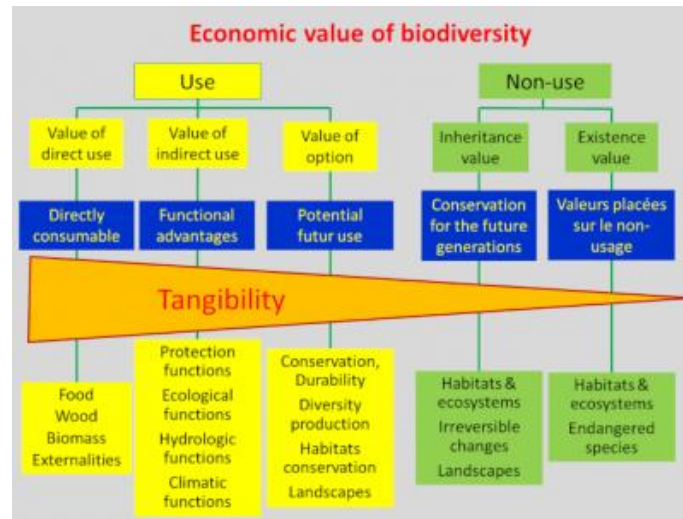 Economic value of biodiversity
Use
Non-use
Value of
direct use
Value of
indirect use
Value of
option
Inheritance
value
Existence
value
Directly
consumable
Functional
advantages
Potential
futur use
Conservation
for the future
generations
Valeurs placées
sur le non-
usage
Tangibility
Food
Wood
Biomass
Externalities
Protection
functions
Ecological
functions
Hydrologic
functions
Climatic
functions
Conservation,
Durability
Diversity
production
Habitats
conservation
Landscapes
Habitats &
ecosystems
Irreversible
changes
Landscapes
Habitats &
ecosystems
Endangered
species